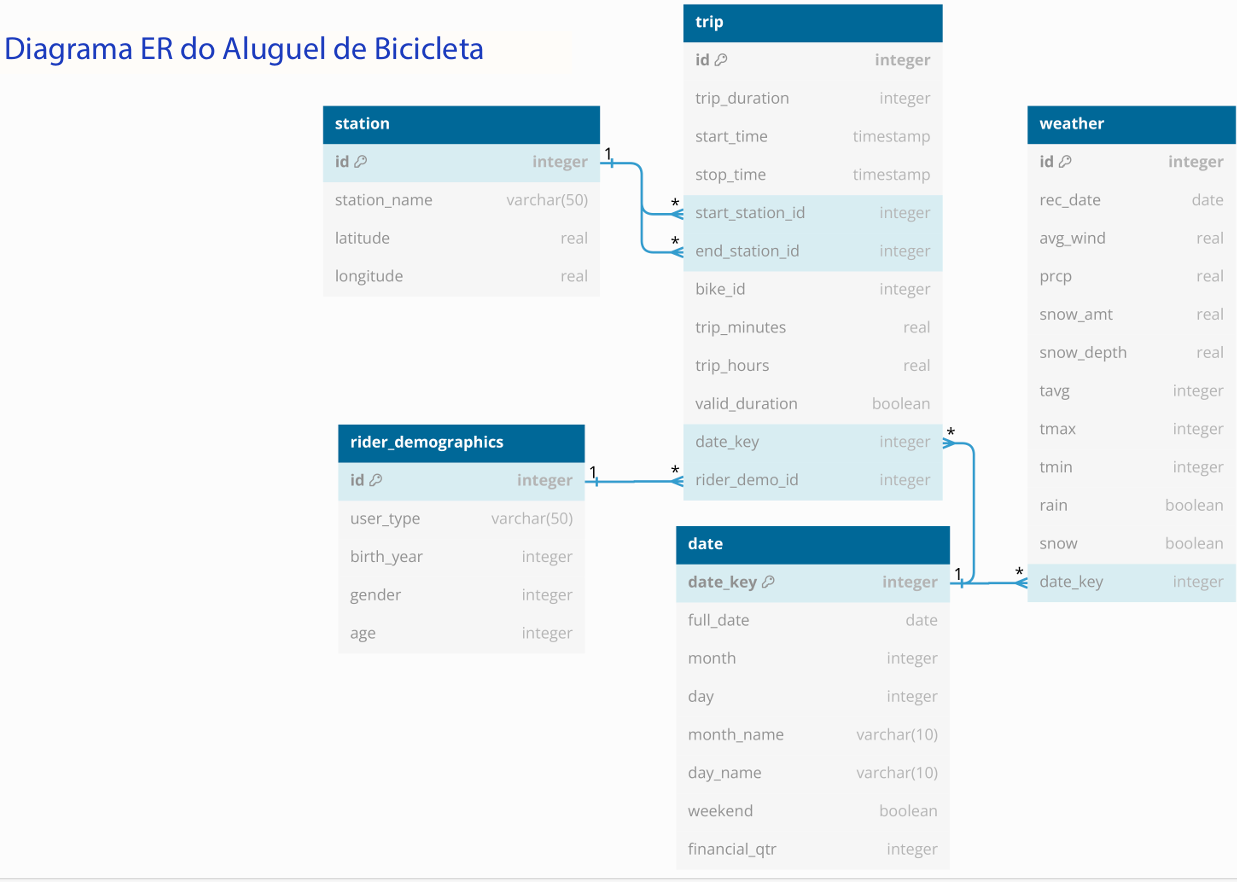 Diagrama ER do Aluguel de Bicicleta
station
id integer
station_name varchar(50)
latitude real
longitude real
1
*
*
trip
id integer
trip_duration integer
start_time timestamp
stop_time timestamp
start_station_id integer
end_station_id integer
bike_id integer
trip_minutes real
trip_hours real
valid_duration boolean
date_key integer
rider_demo_id integer
*
weather
id integer
rec_date date
avg_wind real
prcp real
snow_amt real
snow_depth real
tavg integer
tmax integer
tmin integer
rain boolean
snow boolean
date_key integer
rider_demographics
id integer
user_type varchar(50)
birth_year integer
gender integer
age integer
1
*
date
date_key integer
full_date date
month integer
day integer
month_name varchar(10)
day_name varchar(10)
weekend boolean
financial_qtr integer
1
*